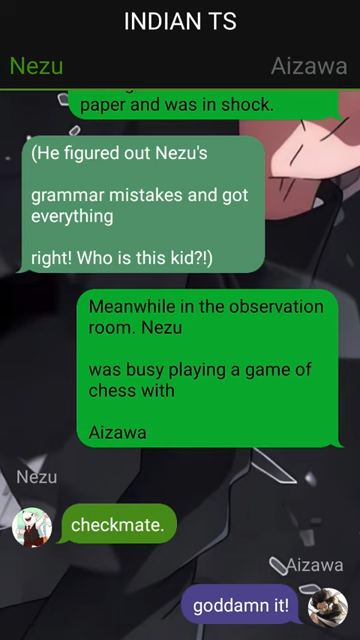 INDIAN TS
Nezu
Aizawa
paper and was in shock.
(He figured out Nezu's
grammar mistakes and got
everything
right! Who is this kid?!)
Meanwhile in the observation
room. Nezu
was busy playing a game of
chess with
Aizawa
Nezu
checkmate.
Aizawa
goddamn it!